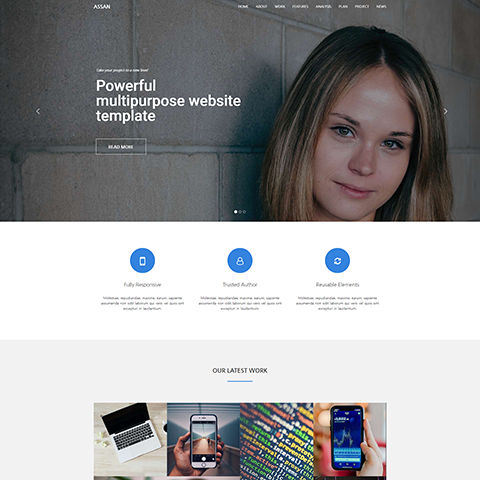 ASSAN
HOME ABOUT WORK FEATURES ANALYSIS PLAN PROJECT NEWS
Take your project to a new level
Powerful
multipurpose website
template
READ MORE
Fully Responsive Trusted Author Reusable Elements
Molestiae, repudiandae, maxime, earum, sapiente
assumenda non odit laborum qui vero vel quos sint
excepturi in laudantium.
Molestiae, repudiandae, maxime, earum, sapiente
assumenda non odit laborum qui vero vel quos sint
excepturi in laudantium.
Molestiae, repudiandae, maxime, earum, sapiente
assumenda non odit laborum qui vero vel quos sint
excepturi in laudantium.
OUR LATEST WORK